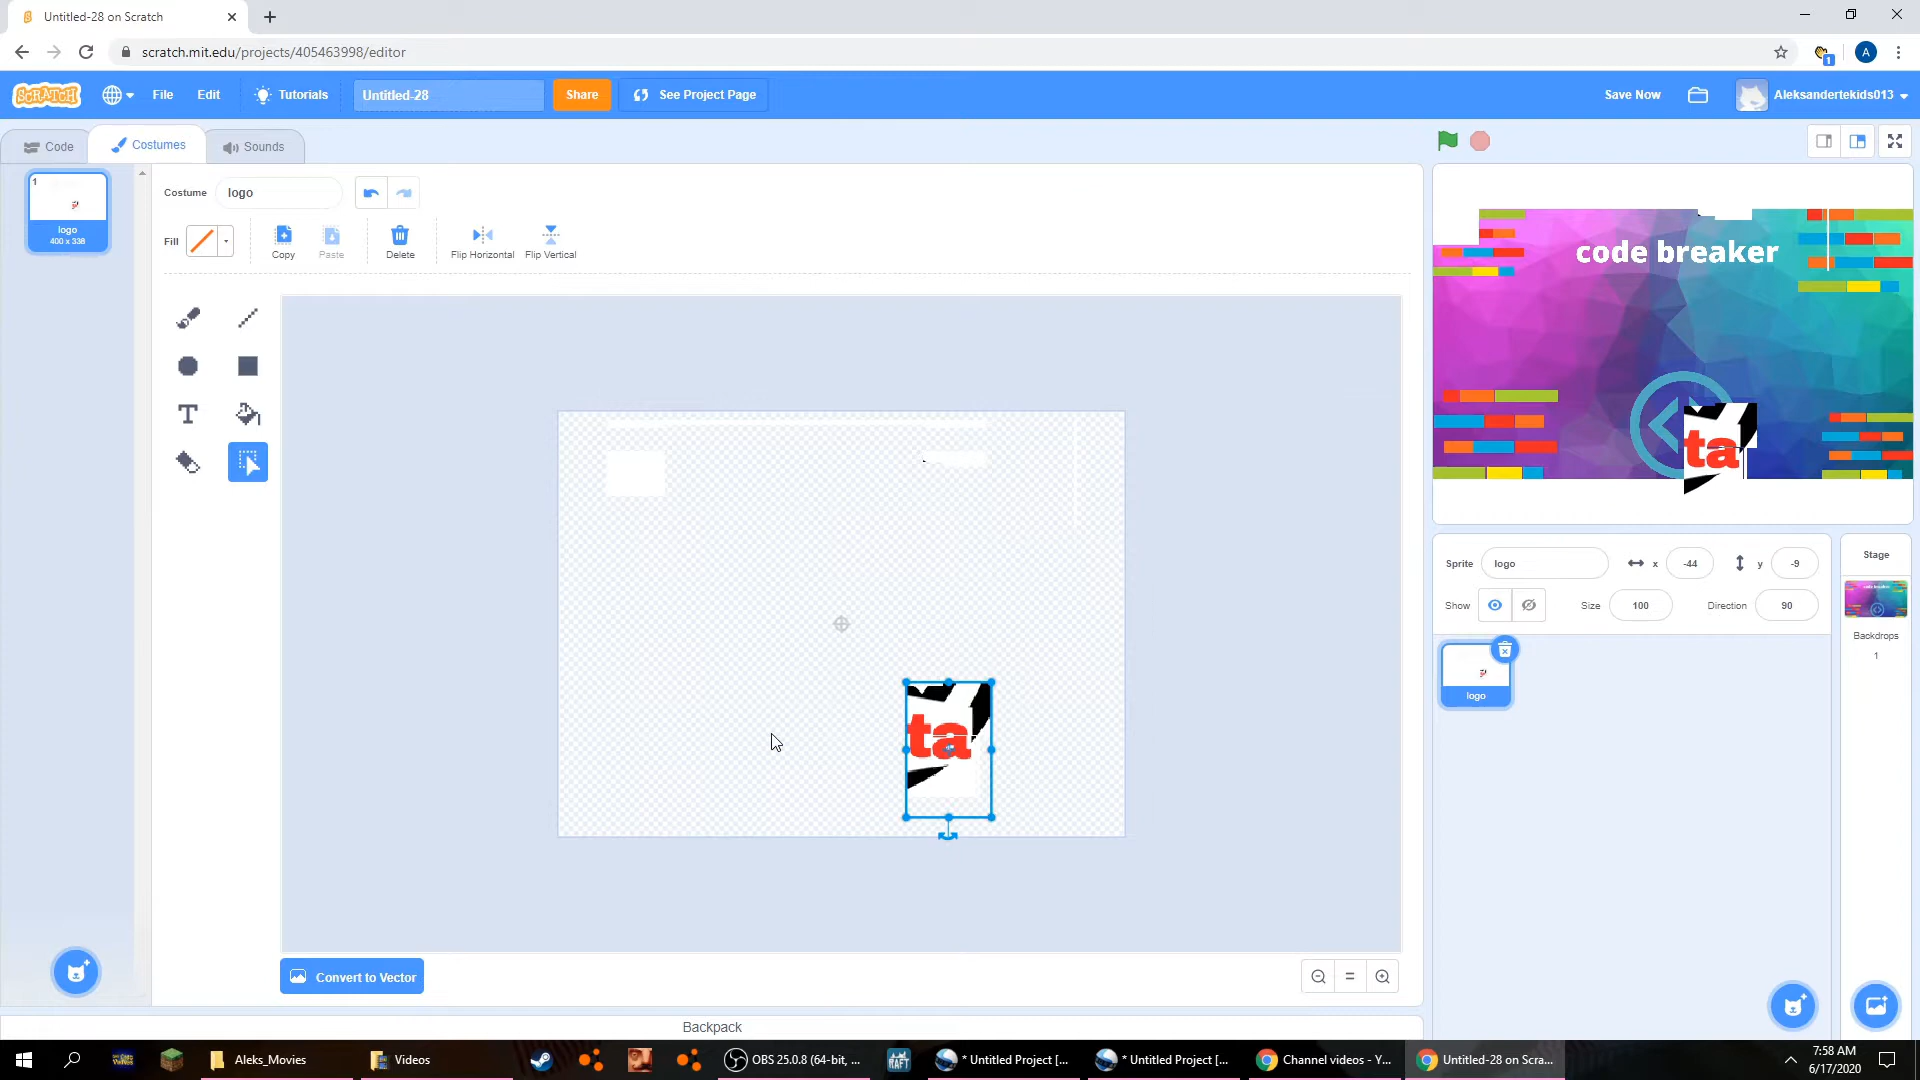 Untitled-28 on Scratch
scratch.mit.edu/projects/405463998/editor
A
1
SCRATCH
File
Edit
Tutorials
Untitled-28
Share
See Project Page
Save Now
Aleksandertekids013
Code
Costumes
Sounds
1
logo
400 x 338
Costume
logo
Fill
Copy
Paste
Delete
Flip Horizontal
Flip Vertical
T
ta
Convert to Vector
Backpack
code breaker
ta
Sprite
logo
x
-44
y
-9
Show
Size
100
Direction
90
logo
Stage
Backdrops
1
Aleks_Movies
Videos
RAFT
OBS 25.0.8 (64-bit, ...
* Untitled Project [...
* Untitled Project [...
Channel videos - Y...
Untitled-28 on Scra...
7:58 AM
6/17/2020